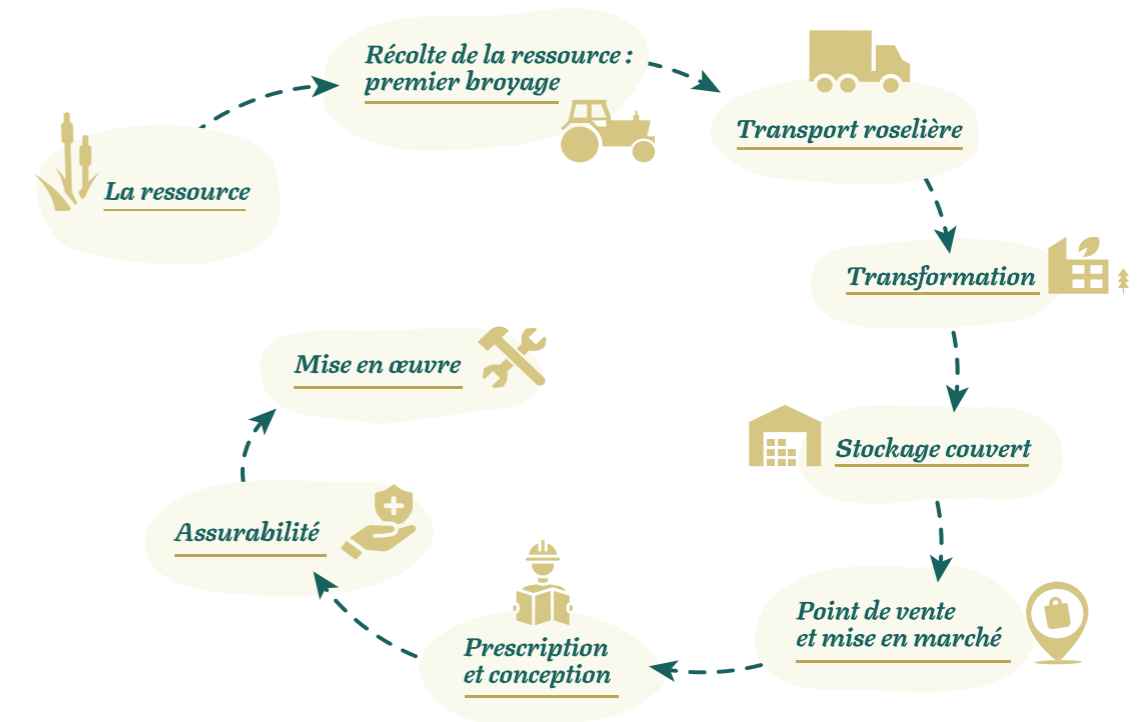 La ressource
Récolte de la ressource :
premier broyage
Transport roselière
Transformation
Stockage couvert
Point de vente
et mise en marché
Prescription
et conception
Assurabilité
Mise en œuvre